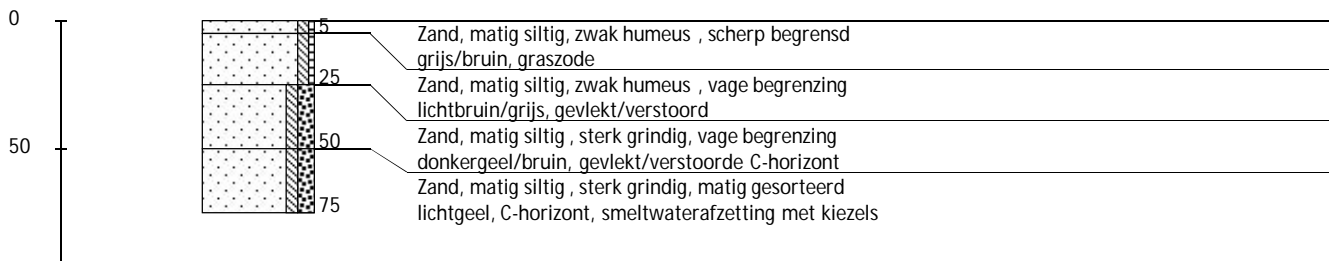 0
5
Zand, matig siltig, zwak humeus , scherp begrensd
grijs/bruin, graszode
25
Zand, matig siltig, zwak humeus , vage begrenzing
lichtbruin/grijs, gevlekt/verstoord
50
50
Zand, matig siltig , sterk grindig, vage begrenzing
donkergeel/bruin, gevlekt/verstoorde C-horizont
75
Zand, matig siltig , sterk grindig, matig gesorteerd
lichtgeel, C-horizont, smeltwaterafzetting met kiezels